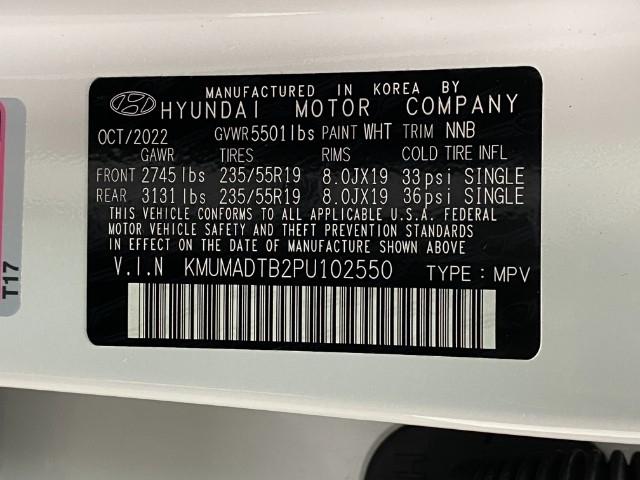 MANUFACTURED IN KOREA BY
HYUNDAI MOTOR COMPANY
OCT/2022 GVWR 5501lbs PAINT WHT TRIM NNB
GAWR TIRES RIMS COLD TIRE INFL
FRONT 2745lbs 235/55R19 8.0JX19 33psi SINGLE
REAR 3131lbs 235/55R19 8.0JX19 36psi SINGLE
THIS VEHICLE CONFORMS TO ALL APPLICABLE U.S.A. FEDERAL
MOTOR VEHICLE SAFETY AND THEFT PREVENTION STANDARDS
IN EFFECT ON THE DATE OF MANUFACTURE SHOWN ABOVE.
V.I.N KMUMADTB2PU102550 TYPE : MPV
T17